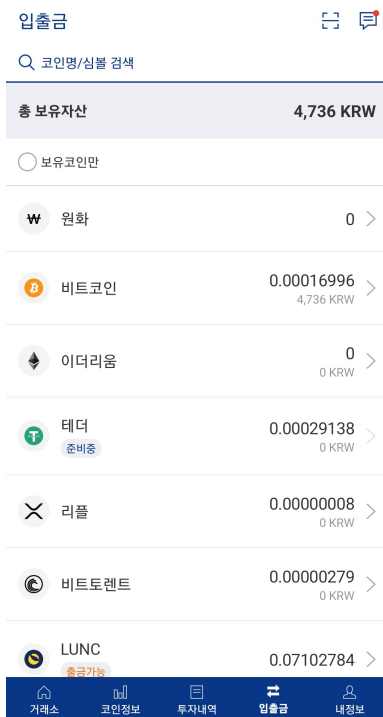 입출금
코인명/심볼 검색
총 보유자산 4,736 KRW
보유코인만
원화 0
비트코인 0.00016996
4,736 KRW
이더리움 0
0 KRW
테더 0.00029138
준비중 0 KRW
리플 0.00000008
0 KRW
비트토렌트 0.00000279
0 KRW
LUNC 0.07102784
출금가능
거래소 코인정보 투자내역 입출금 내정보